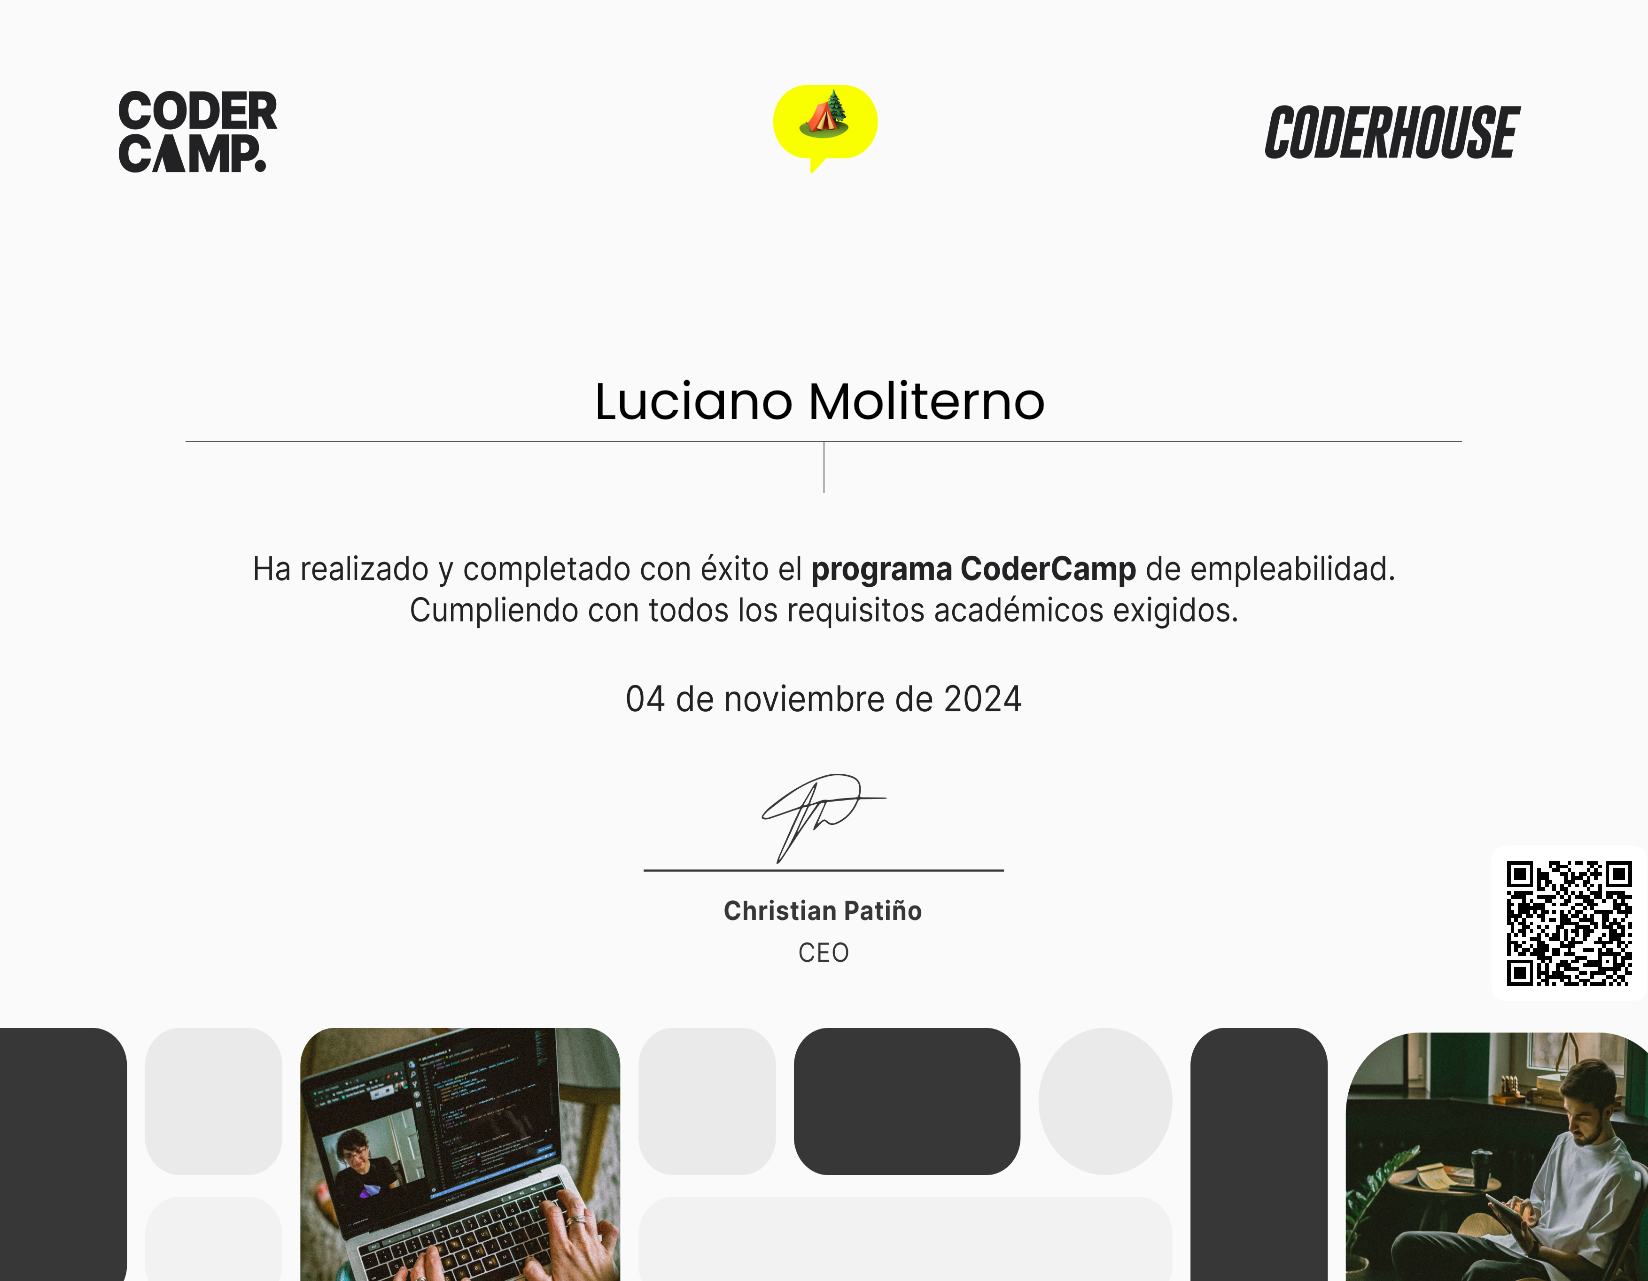 CODER
CAMP.
CODERHOUSE
Luciano Moliterno
Ha realizado y completado con éxito el programa CoderCamp de empleabilidad.
Cumpliendo con todos los requisitos académicos exigidos.
04 de noviembre de 2024
Christian Patiño
CEO